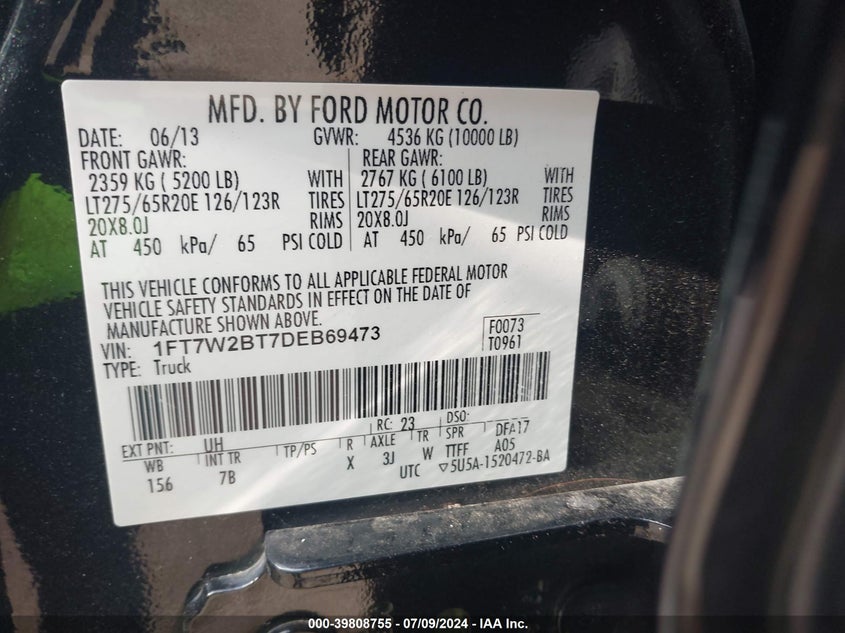 MFD. BY FORD MOTOR CO.
DATE: 06/13 GVWR: 4536 KG (10000 LB)
FRONT GAWR: REAR GAWR:
2359 KG ( 5200 LB) WITH 2767 KG ( 6100 LB) WITH
LT275/65R20E 126/123R TIRES LT275/65R20E 126/123R TIRES
20X8.0J RIMS 20X8.0J RIMS
AT 450 kPa/ 65 PSI COLD AT 450 kPa/ 65 PSI COLD
THIS VEHICLE CONFORMS TO ALL APPLICABLE FEDERAL MOTOR
VEHICLE SAFETY STANDARDS IN EFFECT ON THE DATE OF
MANUFACTURE SHOWN ABOVE.
VIN: 1FT7W2BT7DEB69473 F0073
TYPE: Truck T0961
EXT PNT: UH RC: 23 DSO:
WB INT TR TP/PS R AXLE TR SPR DFA17
156 7B X 3J W TTFF A05
UTC ▽5U5A-1520472-BA
000-39808755 - 07/09/2024 - IAA Inc.